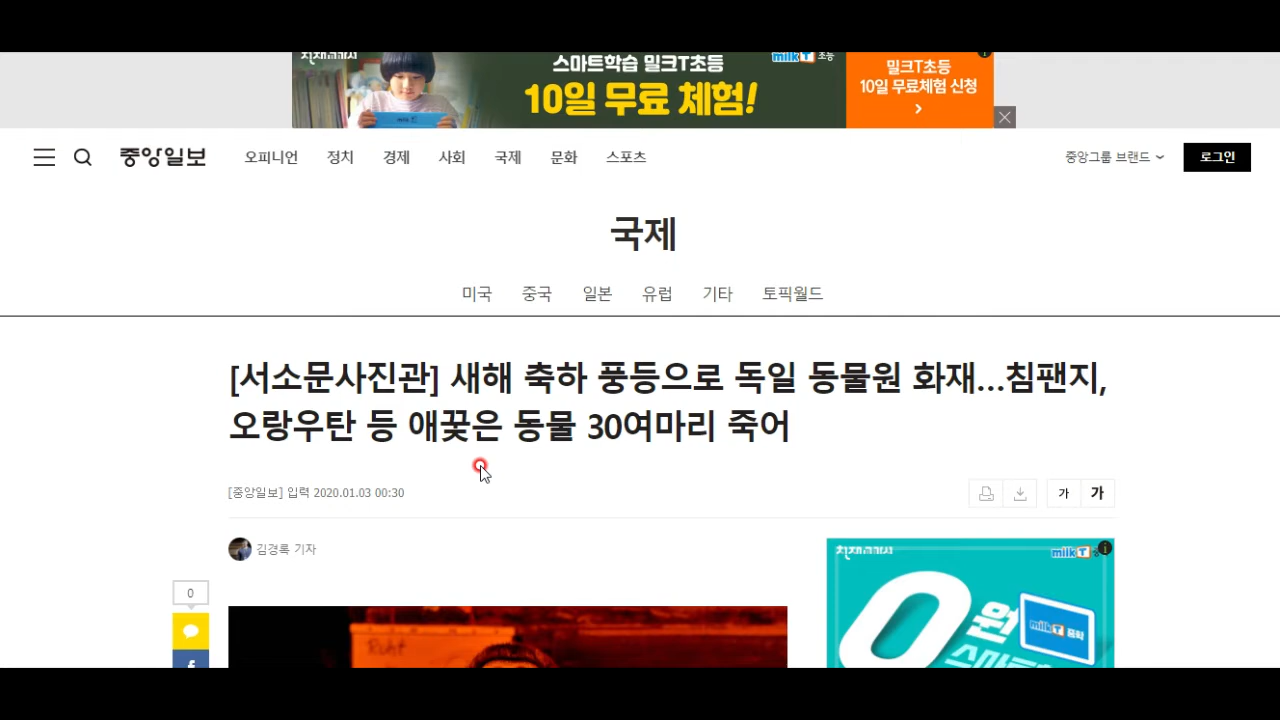 스마트학습 밀크T초등
10일 무료 체험!
milk T 초등
밀크T초등
10일 무료체험 신청
중앙일보 오피니언 정치 경제 사회 국제 문화 스포츠 중앙그룹 브랜드 로그인
국제
미국 중국 일본 유럽 기타 토픽월드
[서소문사진관] 새해 축하 풍등으로 독일 동물원 화재...침팬지,
오랑우탄 등 애꿎은 동물 30여마리 죽어
[중앙일보] 입력 2020.01.03 00:30
가 가
김경록 기자
0
milk T
0원
milk T